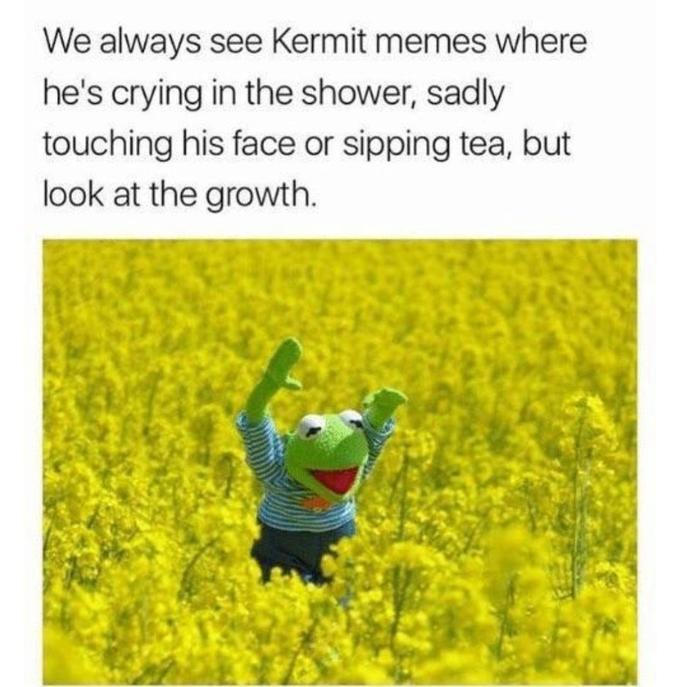 We always see Kermit memes where
he's crying in the shower, sadly
touching his face or sipping tea, but
look at the growth.